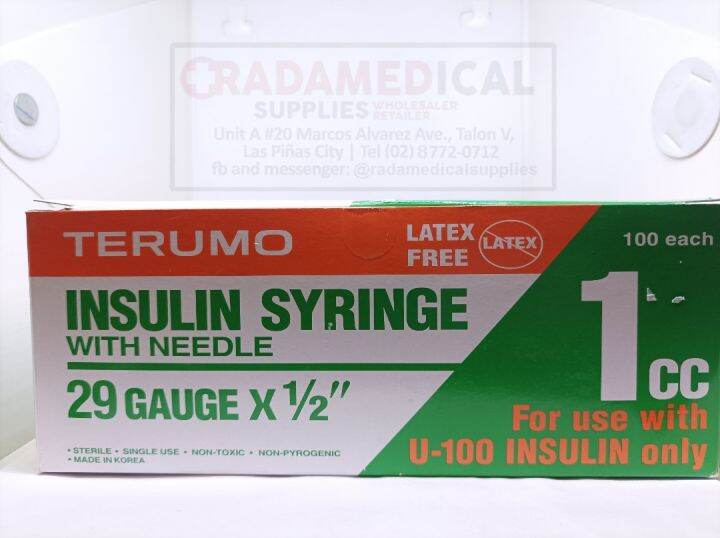 RADAMEDICAL
SUPPLIES WHOLESALER RETAILER
Unit A #20 Marcos Alvarez Ave., Talon V,
Las Piñas City | Tel (02) 8772-0712
fb and messenger: @radamedicalsupplies
TERUMO
LATEX FREE
LATEX
100 each
INSULIN SYRINGE
WITH NEEDLE
29 GAUGE X ½"
1 CC
For use with
U-100 INSULIN only
• STERILE • SINGLE USE • NON-TOXIC • NON-PYROGENIC
• MADE IN KOREA